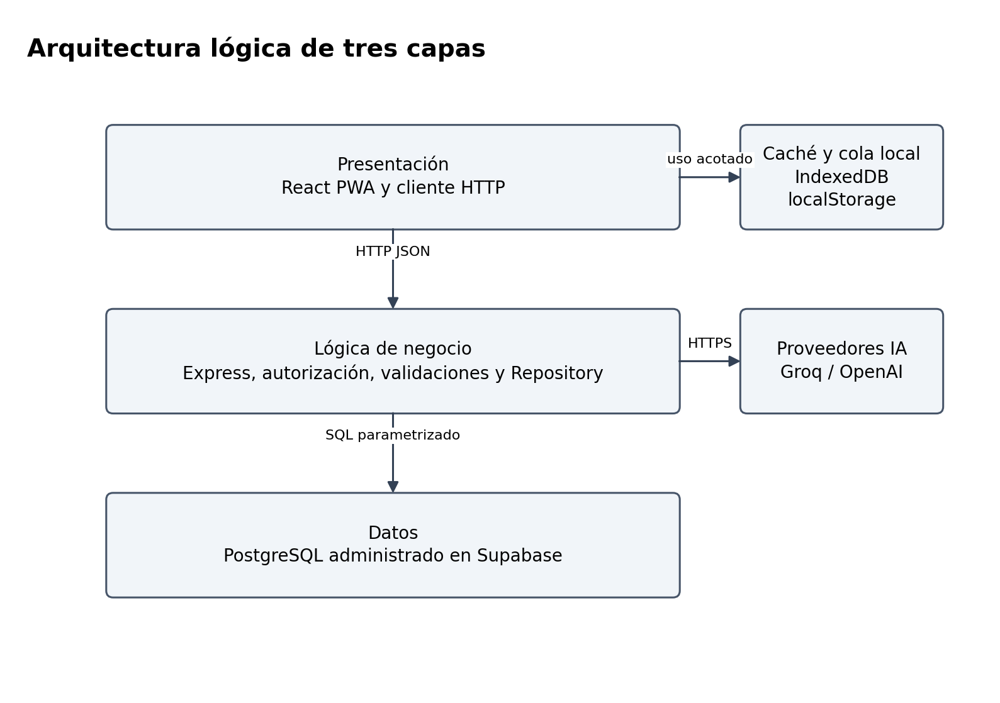 Arquitectura lógica de tres capas
Presentación
React PWA y cliente HTTP
uso acotado
Caché y cola local
IndexedDB
localStorage
HTTP JSON
Lógica de negocio
Express, autorización, validaciones y Repository
HTTPS
Proveedores IA
Groq / OpenAI
SQL parametrizado
Datos
PostgreSQL administrado en Supabase